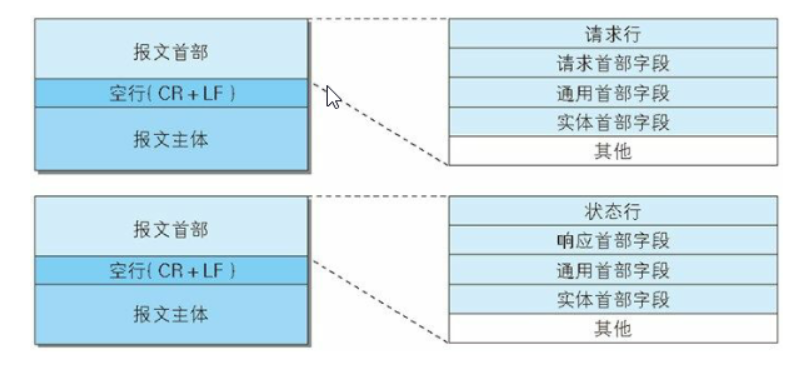 报文首部
空行( CR + LF )
报文主体
请求行
请求首部字段
通用首部字段
实体首部字段
其他
报文首部
空行( CR + LF )
报文主体
状态行
响应首部字段
通用首部字段
实体首部字段
其他